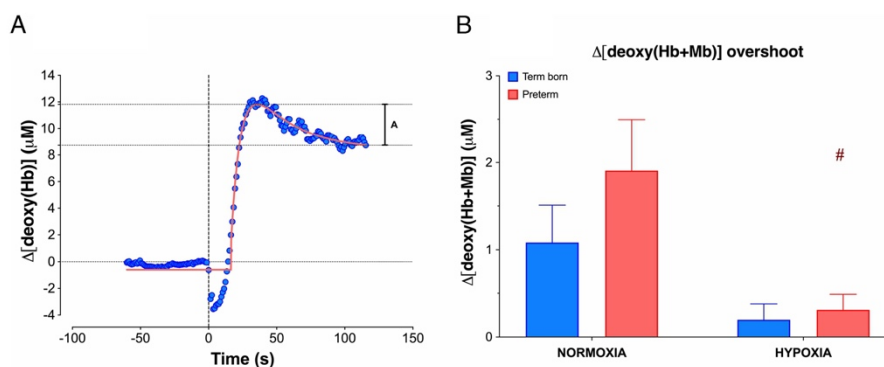 A
Δ[deoxy(Hb)] (μM)
14
12
10
8
6
4
2
0
-2
-4
A
-100
-50
0
50
100
150
Time (s)
B
Δ[deoxy(Hb+Mb)] overshoot
Δ[deoxy(Hb+Mb)] (μM)
3
2
1
0
Term born
Preterm
#
NORMOXIA
HYPOXIA